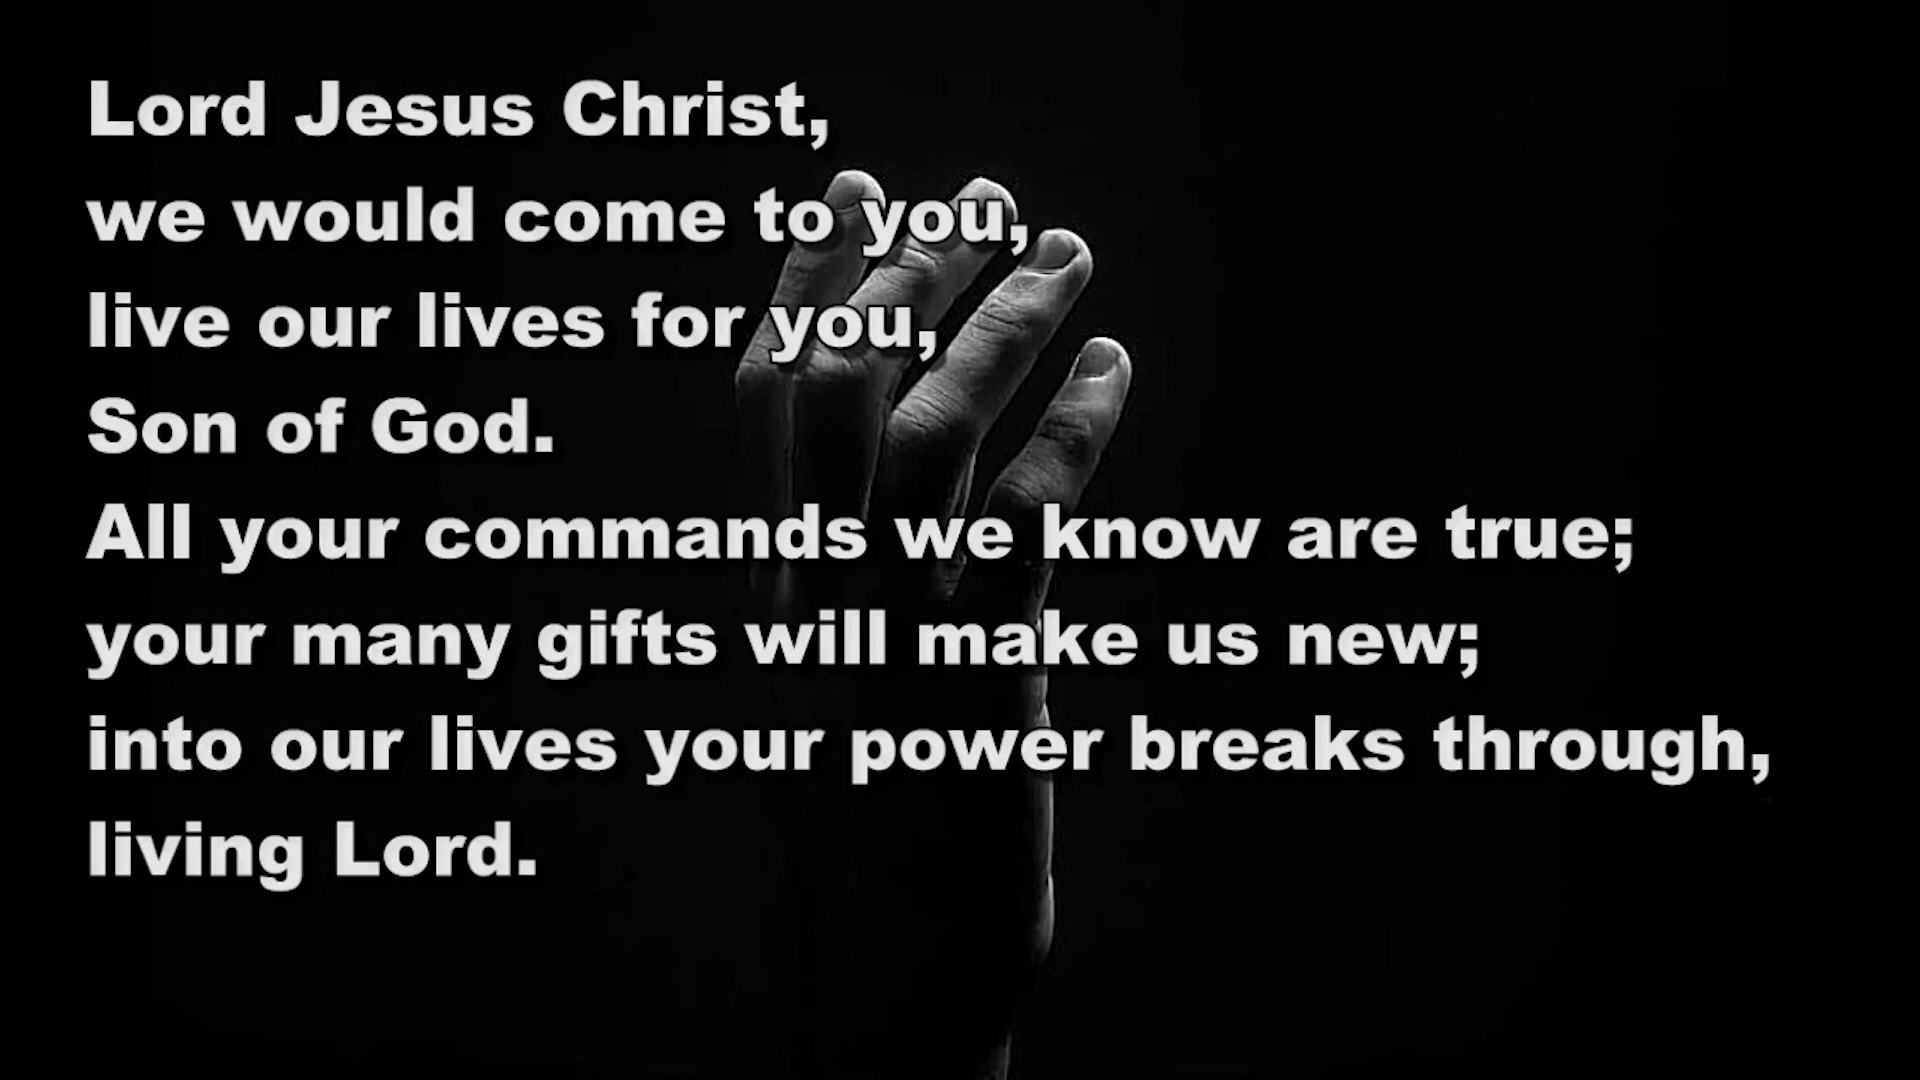 Lord Jesus Christ,
we would come to you,
live our lives for you,
Son of God.
All your commands we know are true;
your many gifts will make us new;
into our lives your power breaks through,
living Lord.